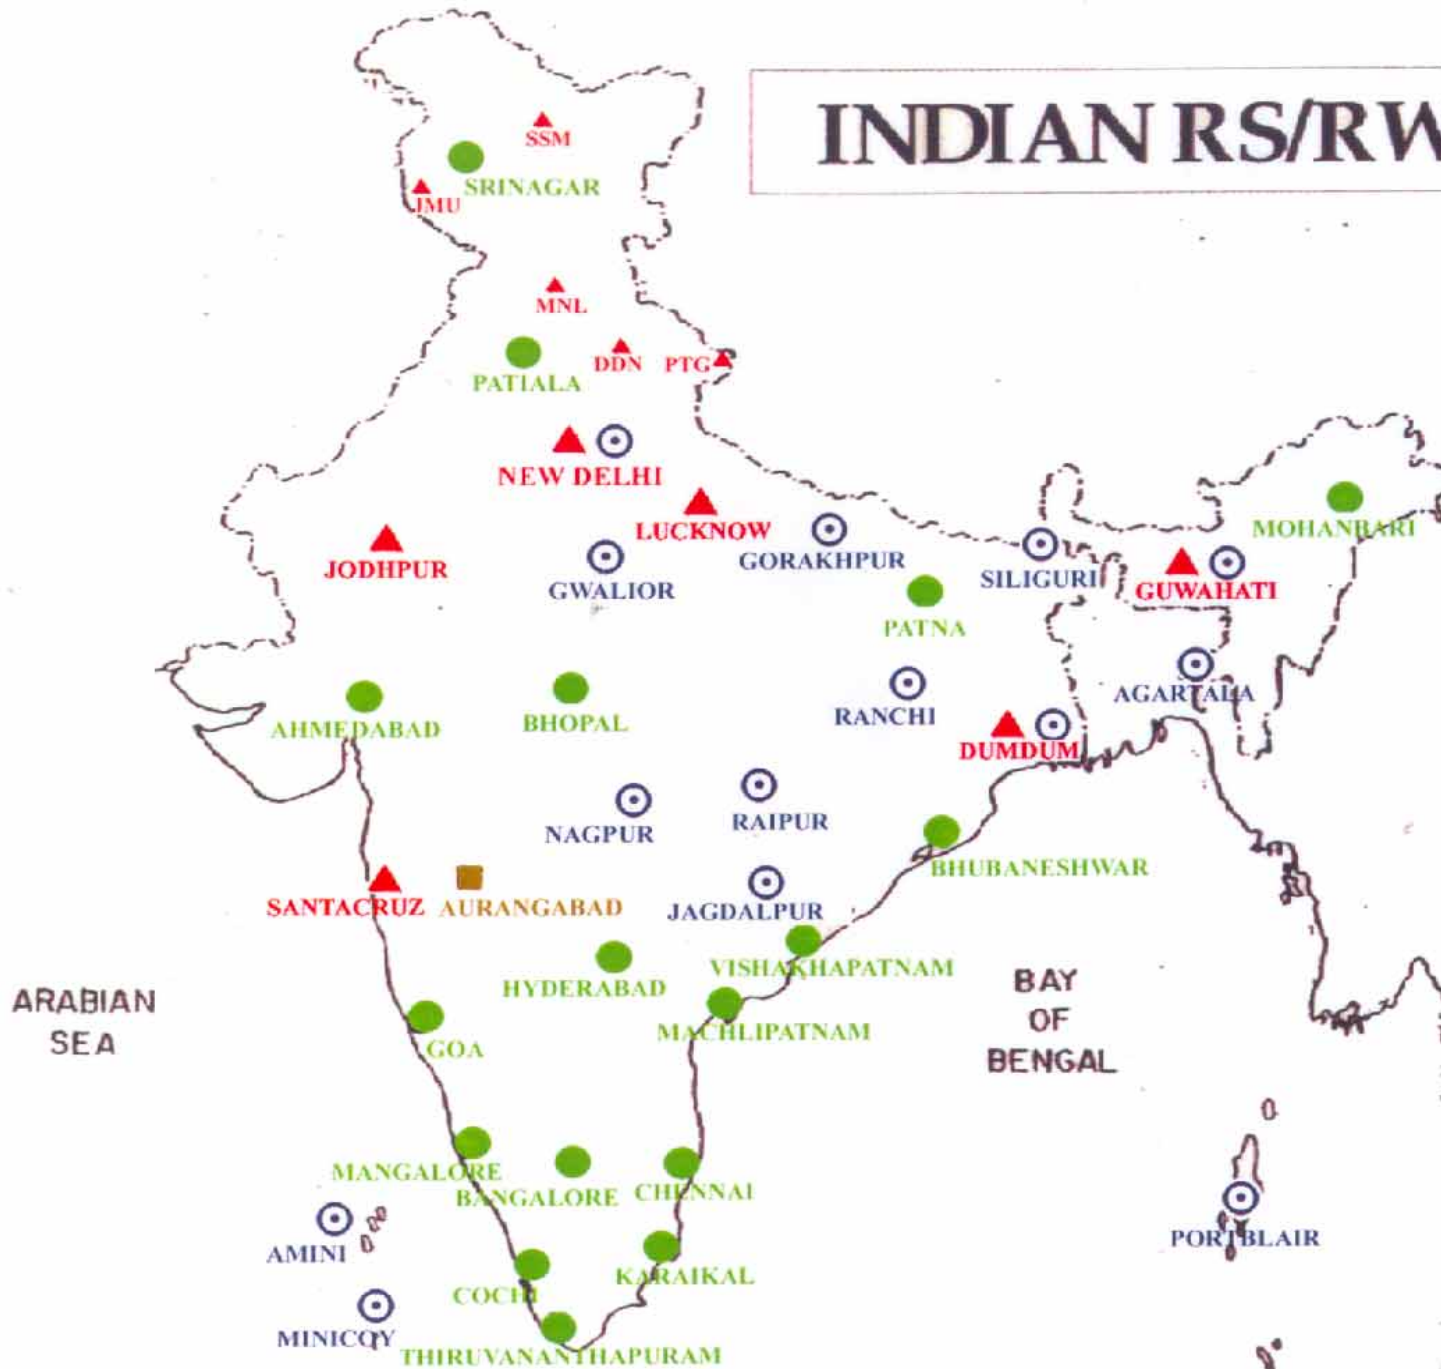 INDIAN RS/RW
SSM
SRINAGAR
JMU
MNL
DDN
PTG
PATIALA
NEW DELHI
LUCKNOW
MOHANBARI
JODHPUR
GORAKHPUR
GWALIOR
SILIGURI
GUWAHATI
PATNA
AHMEDABAD
BHOPAL
RANCHI
AGARTALA
DUMDUM
NAGPUR
RAIPUR
BHUBANESHWAR
SANTACRUZ
AURANGABAD
JAGDALPUR
VISHAKHAPATNAM
HYDERABAD
ARABIAN
SEA
BAY
OF
BENGAL
MACHLIPATNAM
GOA
MANGALORE
BANGALORE
CHENNAI
AMINI
PORTBLAIR
KARAIKAL
COCHI
MINICOY
THIRUVANANTHAPURAM